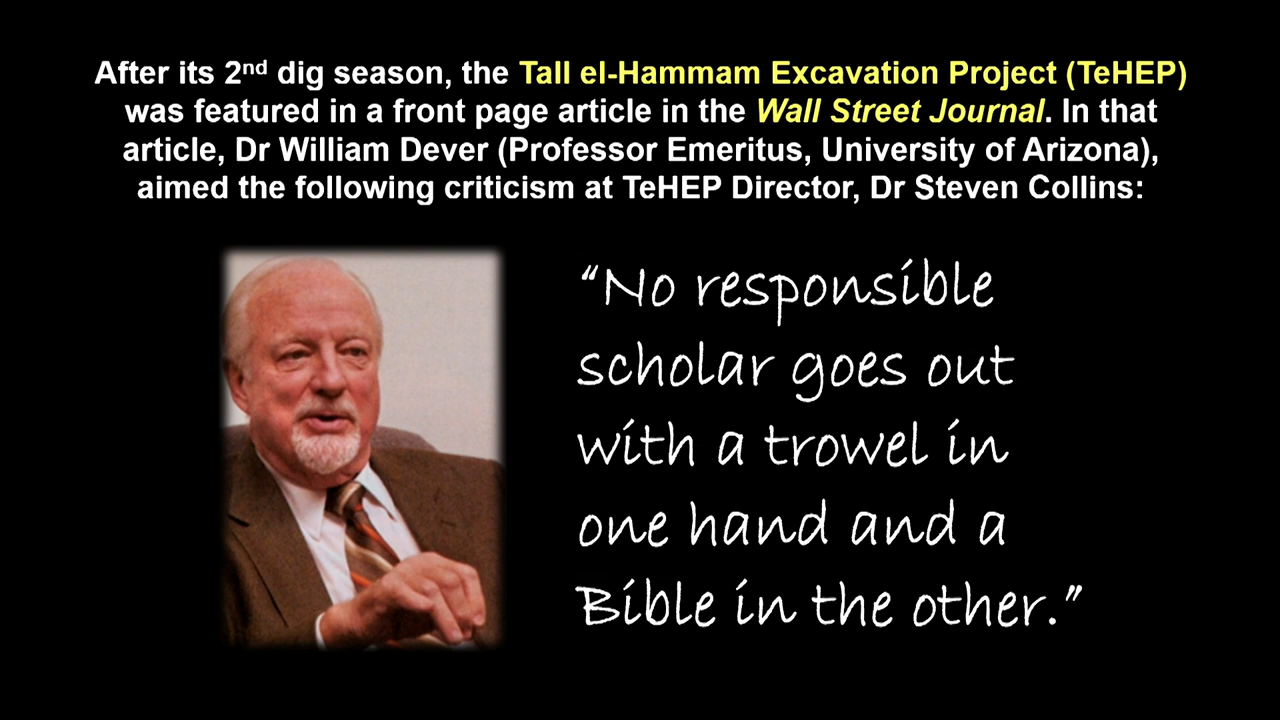 After its 2nd dig season, the Tall el-Hammam Excavation Project (TeHEP)
was featured in a front page article in the Wall Street Journal. In that
article, Dr William Dever (Professor Emeritus, University of Arizona),
aimed the following criticism at TeHEP Director, Dr Steven Collins:
“No responsible
scholar goes out
with a trowel in
one hand and a
Bible in the other.”